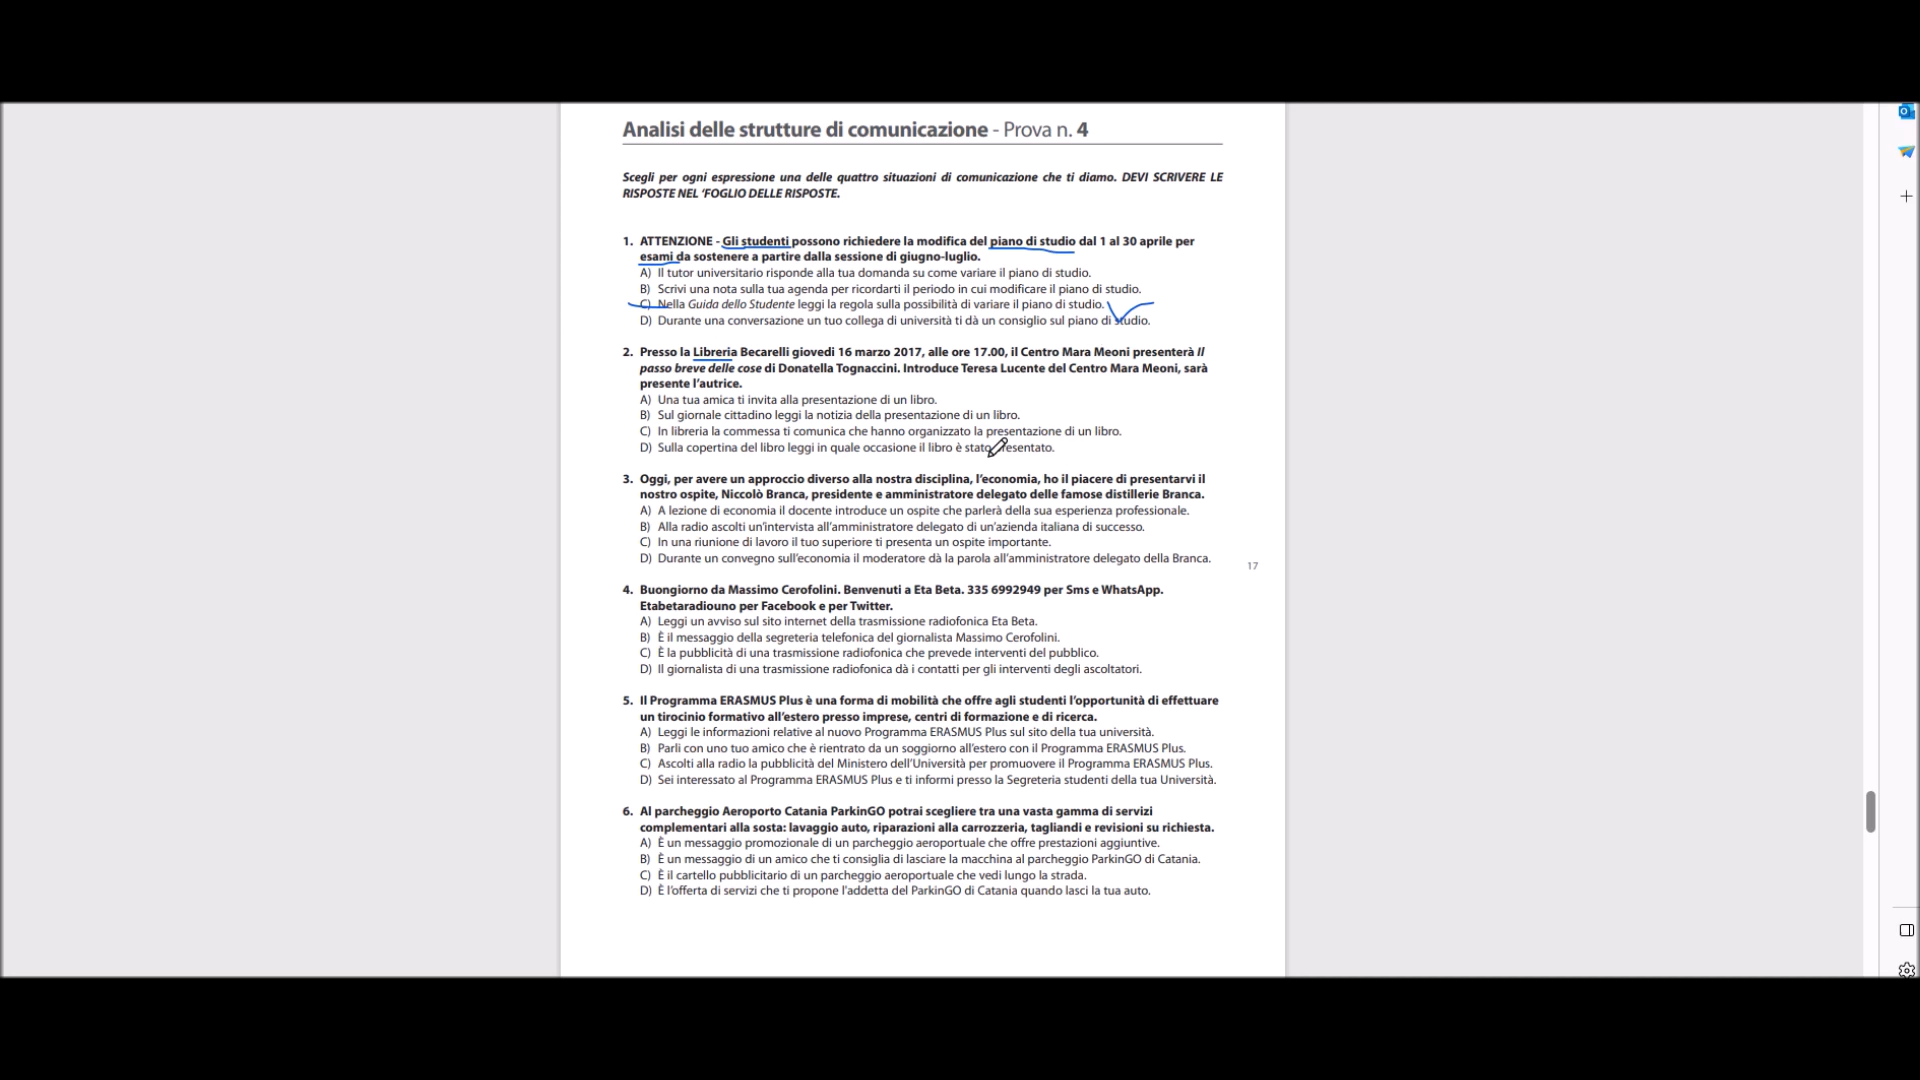 Analisi delle strutture di comunicazione - Prova n. 4
Scegli per ogni espressione una delle quattro situazioni di comunicazione che ti diamo. DEVI SCRIVERE LE
RISPOSTE NEL ‘FOGLIO DELLE RISPOSTE.
1. ATTENZIONE - Gli studenti possono richiedere la modifica del piano di studio dal 1 al 30 aprile per
esami da sostenere a partire dalla sessione di giugno-luglio.
A) Il tutor universitario risponde alla tua domanda su come variare il piano di studio.
B) Scrivi una nota sulla tua agenda per ricordarti il periodo in cui modificare il piano di studio.
C) Nella Guida dello Studente leggi la regola sulla possibilità di variare il piano di studio.
D) Durante una conversazione un tuo collega di università ti dà un consiglio sul piano di studio.
2. Presso la Libreria Becarelli giovedì 16 marzo 2017, alle ore 17.00, il Centro Mara Meoni presenterà Il
passo breve delle cose di Donatella Tognaccini. Introduce Teresa Lucente del Centro Mara Meoni, sarà
presente l’autrice.
A) Una tua amica ti invita alla presentazione di un libro.
B) Sul giornale cittadino leggi la notizia della presentazione di un libro.
C) In libreria la commessa ti comunica che hanno organizzato la presentazione di un libro.
D) Sulla copertina del libro leggi in quale occasione il libro è stato presentato.
3. Oggi, per avere un approccio diverso alla nostra disciplina, l’economia, ho il piacere di presentarvi il
nostro ospite, Niccolò Branca, presidente e amministratore delegato delle famose distillerie Branca.
A) A lezione di economia il docente introduce un ospite che parlerà della sua esperienza professionale.
B) Alla radio ascolti un’intervista all’amministratore delegato di un’azienda italiana di successo.
C) In una riunione di lavoro il tuo superiore ti presenta un ospite importante.
D) Durante un convegno sull’economia il moderatore dà la parola all’amministratore delegato della Branca.
17
4. Buongiorno da Massimo Cerofolini. Benvenuti a Eta Beta. 335 6992949 per Sms e WhatsApp.
Etabetaradiouno per Facebook e per Twitter.
A) Leggi un avviso sul sito internet della trasmissione radiofonica Eta Beta.
B) È il messaggio della segreteria telefonica del giornalista Massimo Cerofolini.
C) È la pubblicità di una trasmissione radiofonica che prevede interventi del pubblico.
D) Il giornalista di una trasmissione radiofonica dà i contatti per gli interventi degli ascoltatori.
5. Il Programma ERASMUS Plus è una forma di mobilità che offre agli studenti l’opportunità di effettuare
un tirocinio formativo all’estero presso imprese, centri di formazione e di ricerca.
A) Leggi le informazioni relative al nuovo Programma ERASMUS Plus sul sito della tua università.
B) Parli con uno tuo amico che è rientrato da un soggiorno all’estero con il Programma ERASMUS Plus.
C) Ascolti alla radio la pubblicità del Ministero dell’Università per promuovere il Programma ERASMUS Plus.
D) Sei interessato al Programma ERASMUS Plus e ti informi presso la Segreteria studenti della tua Università.
6. Al parcheggio Aeroporto Catania ParkinGO potrai scegliere tra una vasta gamma di servizi
complementari alla sosta: lavaggio auto, riparazioni alla carrozzeria, tagliandi e revisioni su richiesta.
A) È un messaggio promozionale di un parcheggio aeroportuale che offre prestazioni aggiuntive.
B) È un messaggio di un amico che ti consiglia di lasciare la macchina al parcheggio ParkinGO di Catania.
C) È il cartello pubblicitario di un parcheggio aeroportuale che vedi lungo la strada.
D) È l’offerta di servizi che ti propone l’addetta del ParkinGO di Catania quando lasci la tua auto.